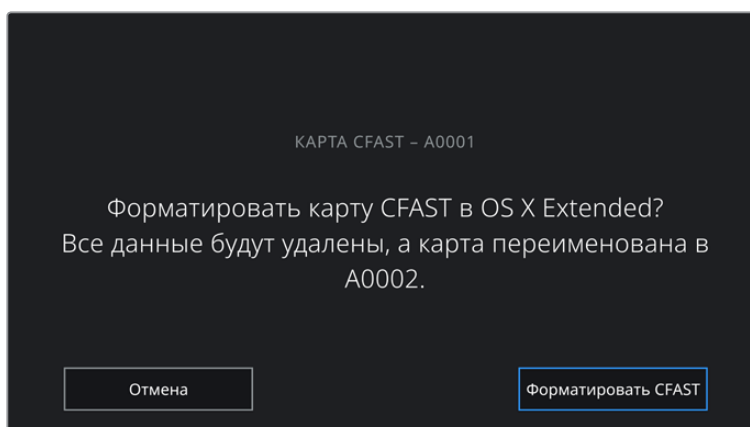 КАРТА CFAST – A0001
Форматировать карту CFAST в OS X Extended?
Все данные будут удалены, а карта переименована в
A0002.
Отмена
Форматировать CFAST